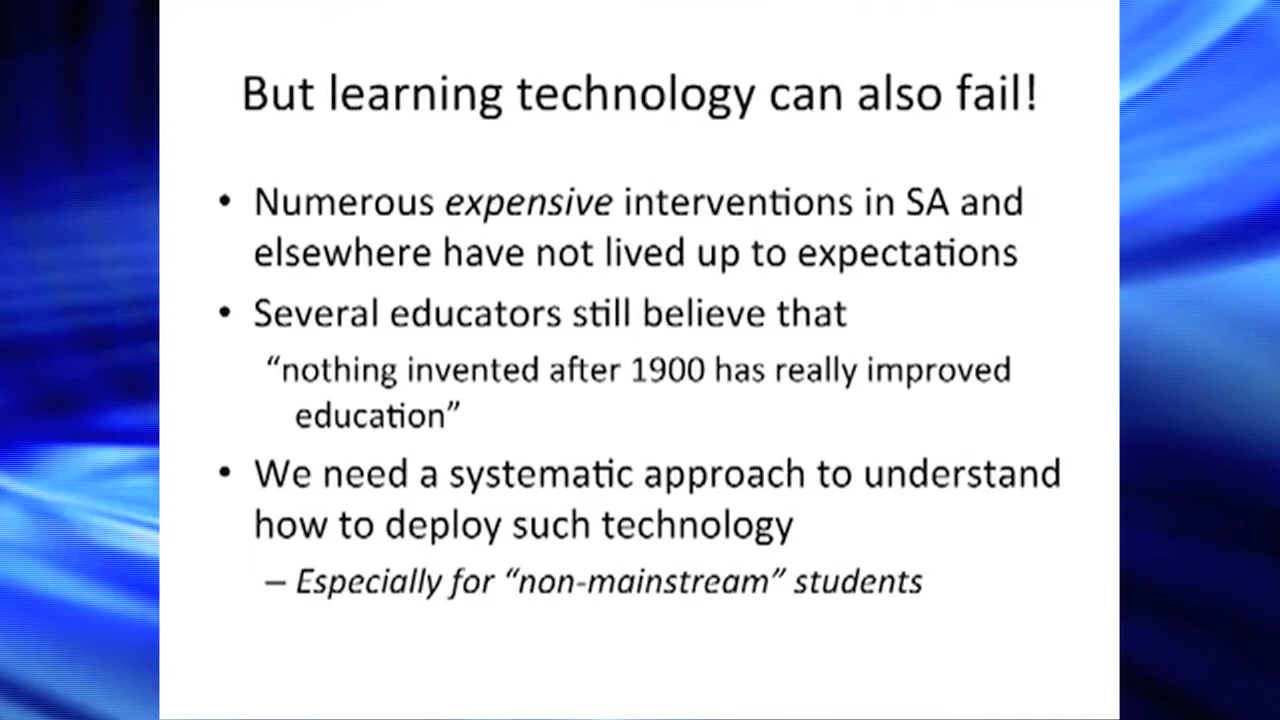 But learning technology can also fail!
• Numerous expensive interventions in SA and
elsewhere have not lived up to expectations
• Several educators still believe that
“nothing invented after 1900 has really improved
education”
• We need a systematic approach to understand
how to deploy such technology
– Especially for “non-mainstream” students